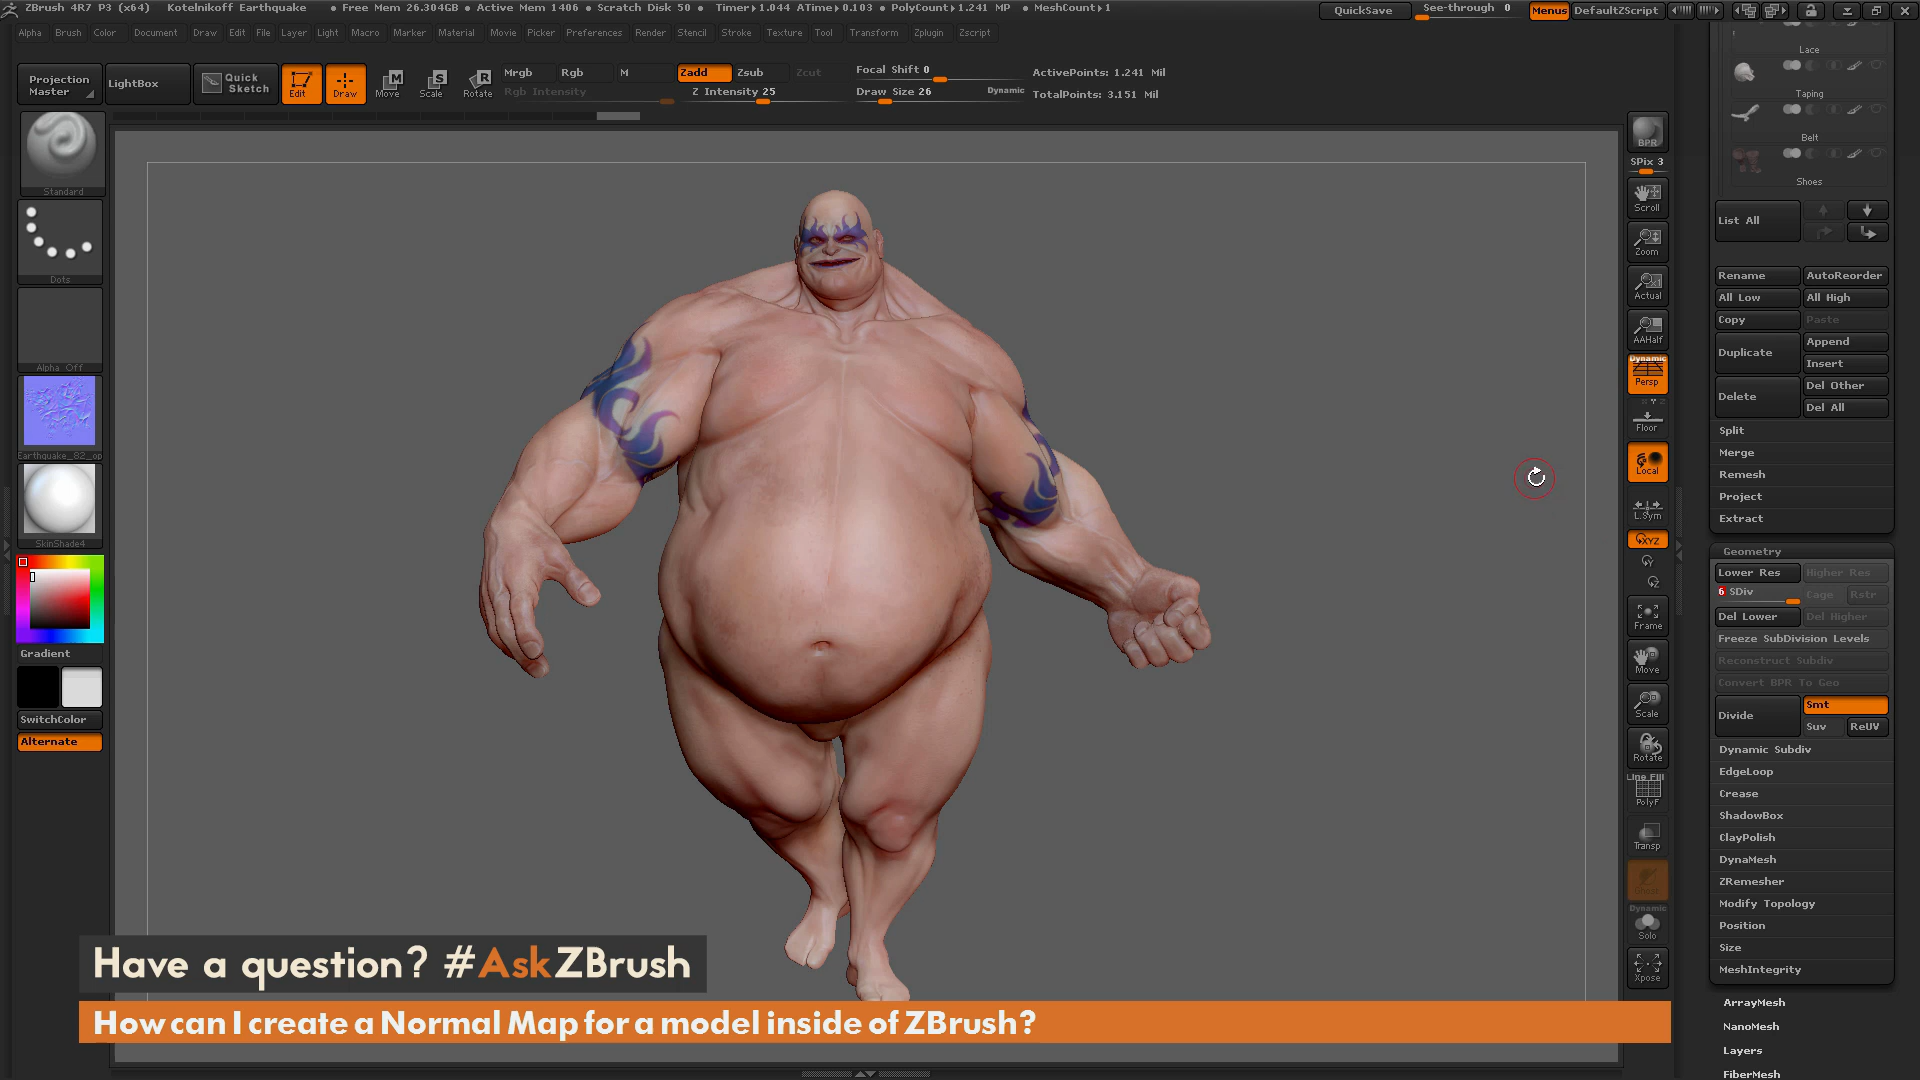 ZBrush 4R7 P3 (x64) Kotelnikoff Earthquake • Free Mem 26.304GB • Active Mem 1406 • Scratch Disk 50 • Timer▸1.044 ATime▸0.103 • PolyCount▸1.241 MP • MeshCount▸1 QuickSave See-through 0 Menus DefaultZScript
Alpha Brush Color Document Draw Edit File Layer Light Macro Marker Material Movie Picker Preferences Render Stencil Stroke Texture Tool Transform Zplugin Zscript
Projection Master
LightBox
Quick Sketch
Edit
Draw
Move
Scale
Rotate
Mrgb Rgb M
Rgb Intensity
Zadd Zsub Zcut
Z Intensity 25
Focal Shift 0
Draw Size 26 Dynamic
ActivePoints: 1.241 Mil
TotalPoints: 3.151 Mil
Standard
Dots
Alpha Off
Earthquake_82_op
SkinShade4
Gradient
SwitchColor
Alternate
BPR
SPix 3
Scroll
Zoom
Actual
AAHalf
Dynamic
Persp
Floor
Local
L.Sym
XYZ
Y
Z
Frame
Move
Scale
Rotate
Line Fill
PolyF
Transp
Ghost
Dynamic
Solo
Xpose
Lace
Taping
Belt
Shoes
List All
Rename AutoReorder
All Low All High
Copy Paste
Duplicate Append
Insert
Delete Del Other
Del All
Split
Merge
Remesh
Project
Extract
Geometry
Lower Res Higher Res
6 SDiv Cage Rstr
Del Lower Del Higher
Freeze SubDivision Levels
Reconstruct Subdiv
Convert BPR To Geo
Divide Smt
Suv ReUV
Dynamic Subdiv
EdgeLoop
Crease
ShadowBox
ClayPolish
DynaMesh
ZRemesher
Modify Topology
Position
Size
MeshIntegrity
ArrayMesh
NanoMesh
Layers
FiberMesh
Have a question? #AskZBrush
How can I create a Normal Map for a model inside of ZBrush?